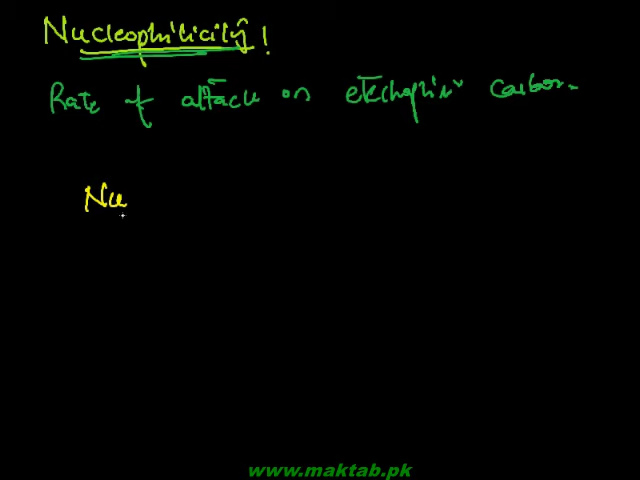 Nucleophilicity!
Rate of attack on electrophilic carbon-
Nu
www.maktab.pk